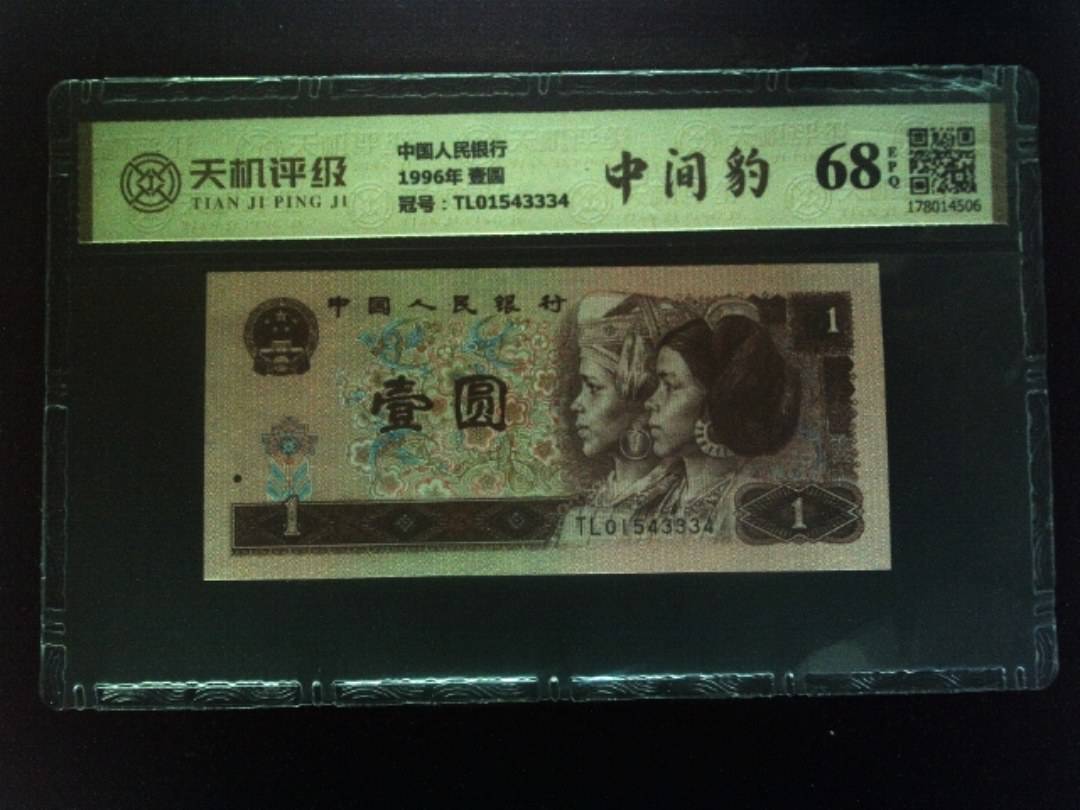 天机评级
TIAN JI PING JI
中国人民银行
1996年 壹圆
冠号：TL01543334
中间豹
68
EPQ
178014506
中国人民银行
1
壹圆
1
TL01543334
1